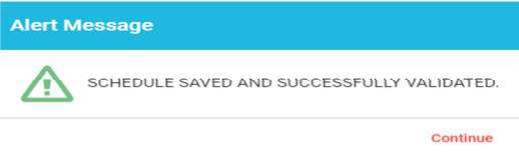 Alert Message
SCHEDULE SAVED AND SUCCESSFULLY VALIDATED.
Continue